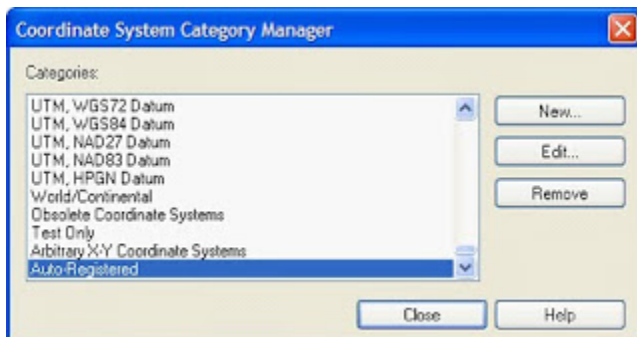 Coordinate System Category Manager
Categories:
UTM, WGS72 Datum
UTM, WGS84 Datum
UTM, NAD27 Datum
UTM, NAD83 Datum
UTM, HPGN Datum
World/Continental
Obsolete Coordinate Systems
Test Only
Arbitrary X-Y Coordinate Systems
Auto-Registered
New...
Edit...
Remove
Close
Help